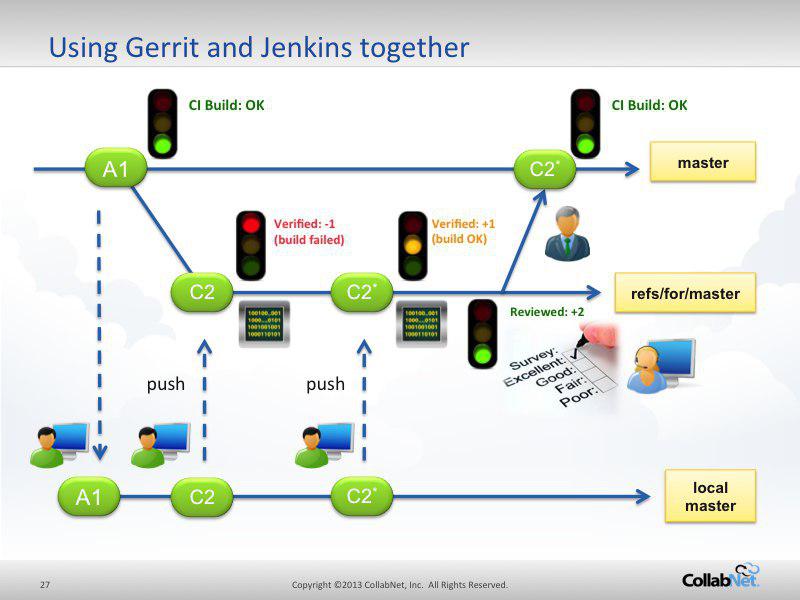 Using Gerrit and Jenkins together
CI Build: OK
CI Build: OK
A1
C2*
master
Verified: -1
(build failed)
Verified: +1
(build OK)
C2
C2*
refs/for/master
100100..001
1000....0101
1001001001
1000110101
100100..001
1000....0101
1001001001
1000110101
Reviewed: +2
Survey:
Excellent:
Good:
Fair:
Poor:
push
push
A1
C2
C2*
local
master
27
Copyright ©2013 CollabNet, Inc. All Rights Reserved.
CollabNet